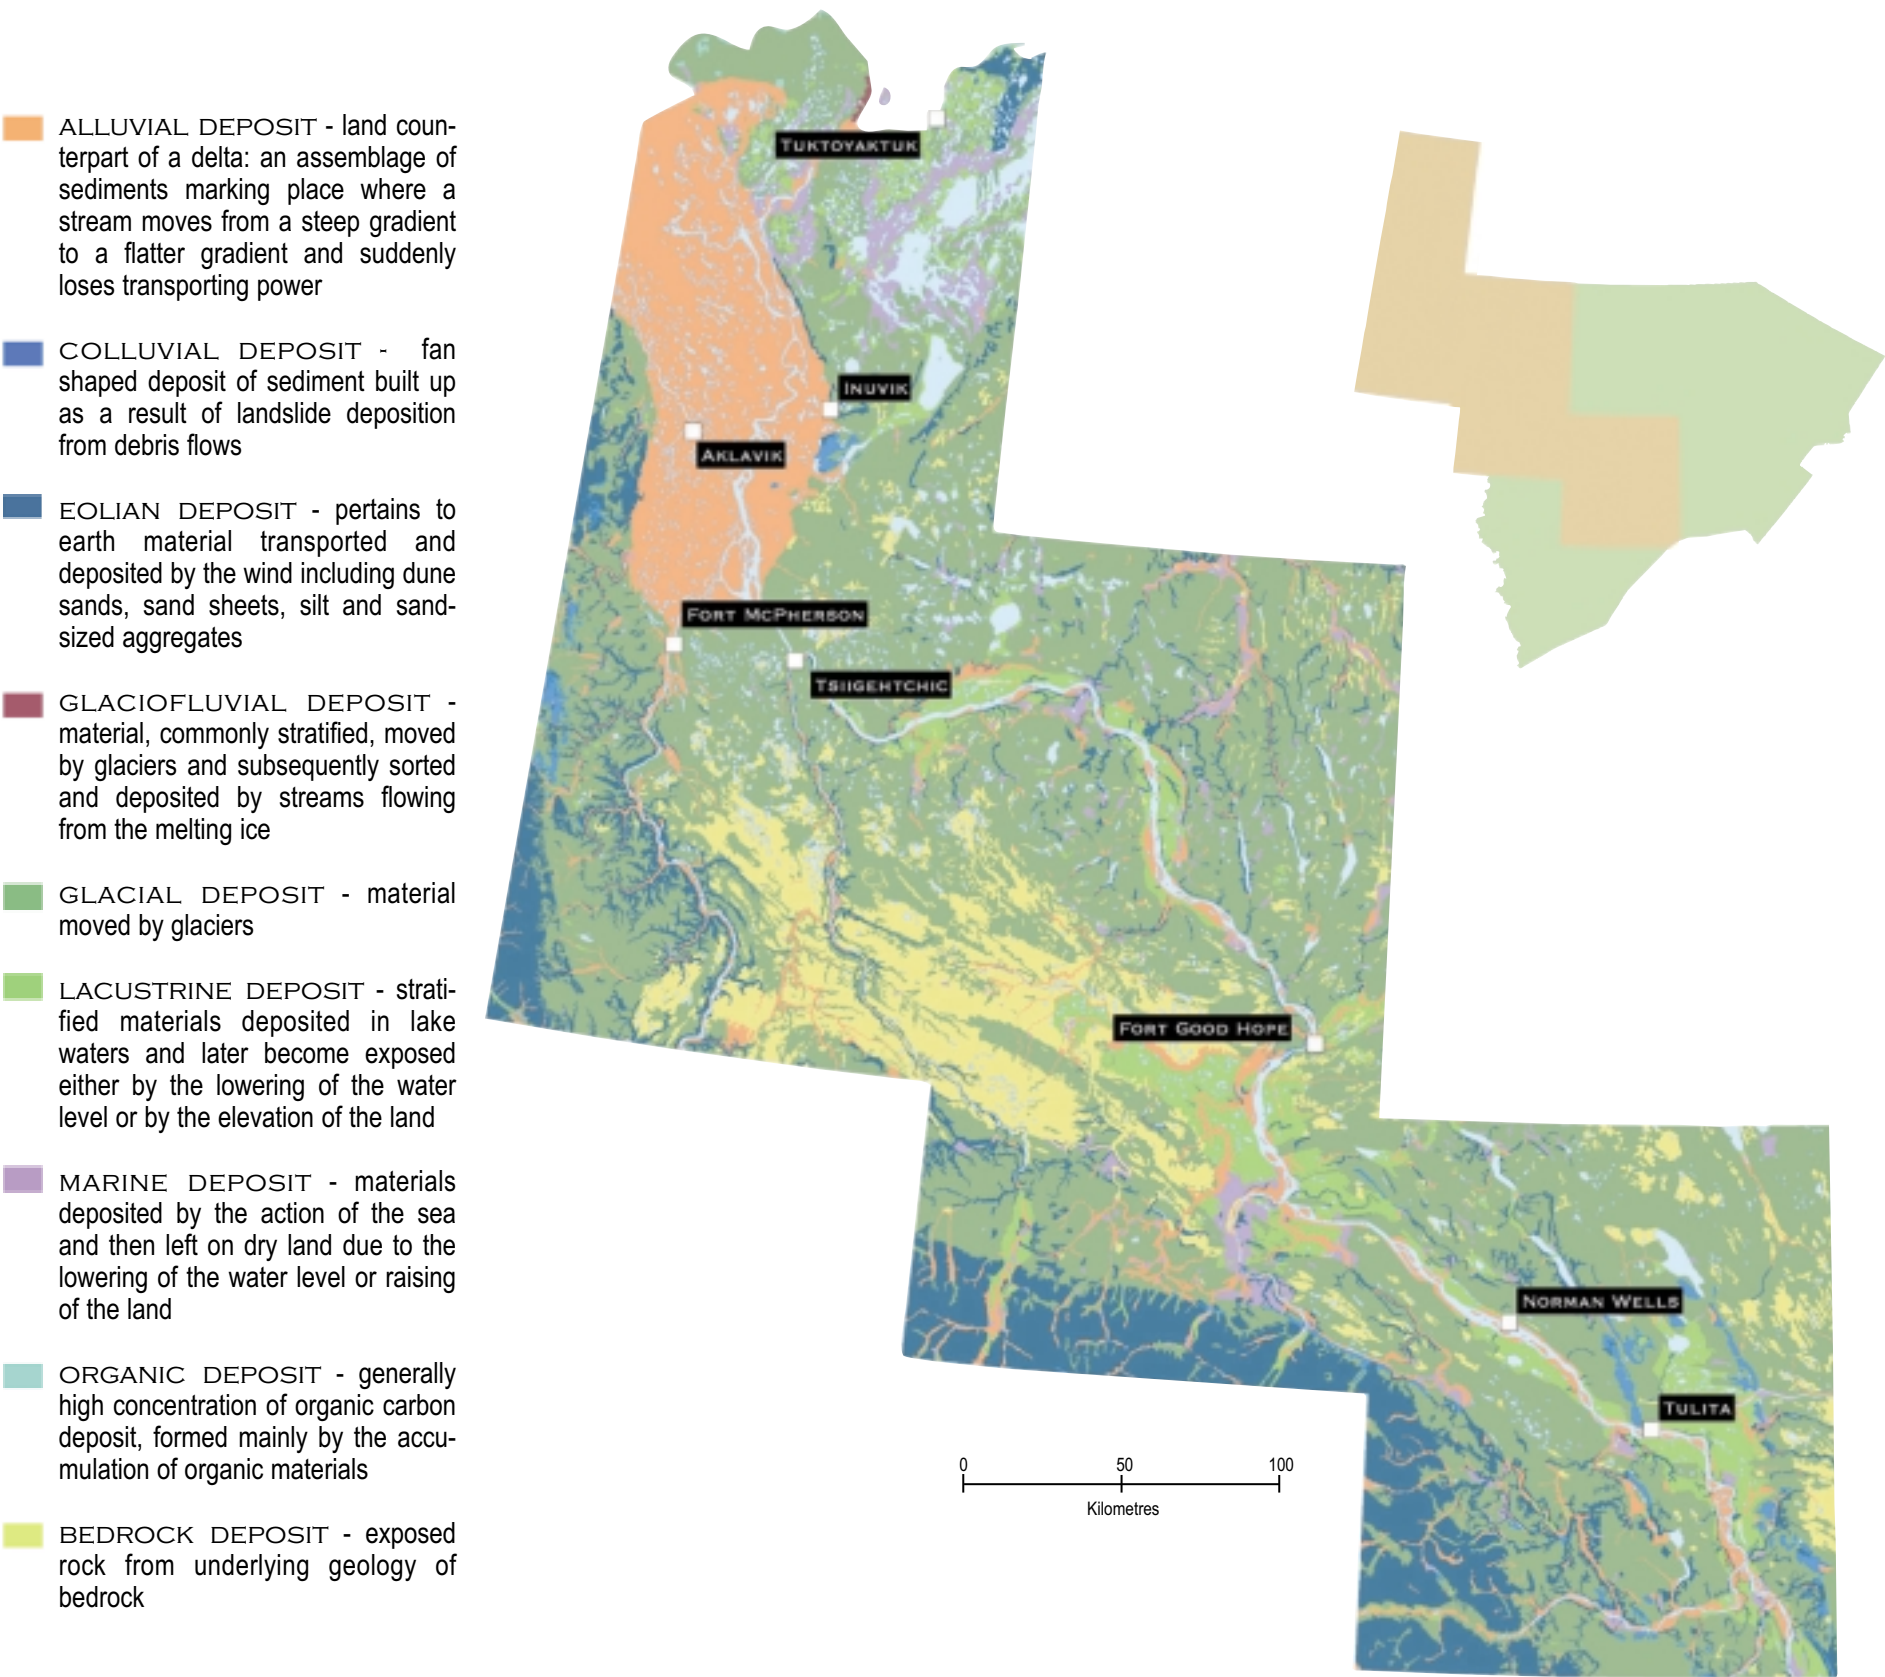 ALLUVIAL DEPOSIT - land coun-
terpart of a delta: an assemblage of
sediments marking place where a
stream moves from a steep gradient
to a flatter gradient and suddenly
loses transporting power
COLLUVIAL DEPOSIT - fan
shaped deposit of sediment built up
as a result of landslide deposition
from debris flows
EOLIAN DEPOSIT - pertains to
earth material transported and
deposited by the wind including dune
sands, sand sheets, silt and sand-
sized aggregates
GLACIOFLUVIAL DEPOSIT -
material, commonly stratified, moved
by glaciers and subsequently sorted
and deposited by streams flowing
from the melting ice
GLACIAL DEPOSIT - material
moved by glaciers
LACUSTRINE DEPOSIT - strati-
fied materials deposited in lake
waters and later become exposed
either by the lowering of the water
level or by the elevation of the land
MARINE DEPOSIT - materials
deposited by the action of the sea
and then left on dry land due to the
lowering of the water level or raising
of the land
ORGANIC DEPOSIT - generally
high concentration of organic carbon
deposit, formed mainly by the accu-
mulation of organic materials
BEDROCK DEPOSIT - exposed
rock from underlying geology of
bedrock
TUKTOYAKTUK
INUVIK
AKLAVIK
FORT MCPHERSON
TSIIGEHTCHIC
FORT GOOD HOPE
NORMAN WELLS
TULITA
0 50 100
Kilometres